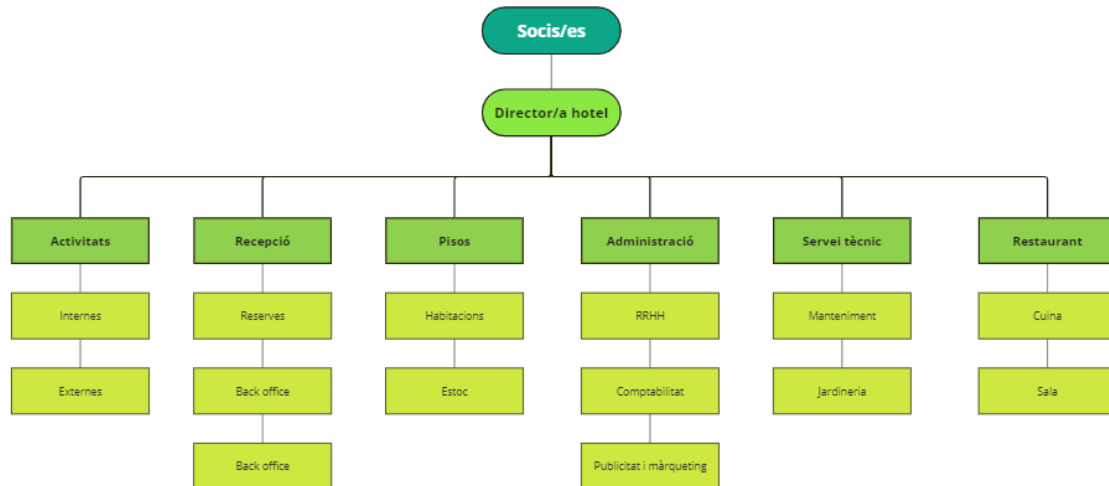 Socis/es
Director/a hotel
Activitats
Recepció
Pisos
Administració
Servei tècnic
Restaurant
Internes
Reserves
Habitacions
RRHH
Manteniment
Cuina
Externes
Back office
Estoc
Comptabilitat
Jardineria
Sala
Back office
Publicitat i màrqueting